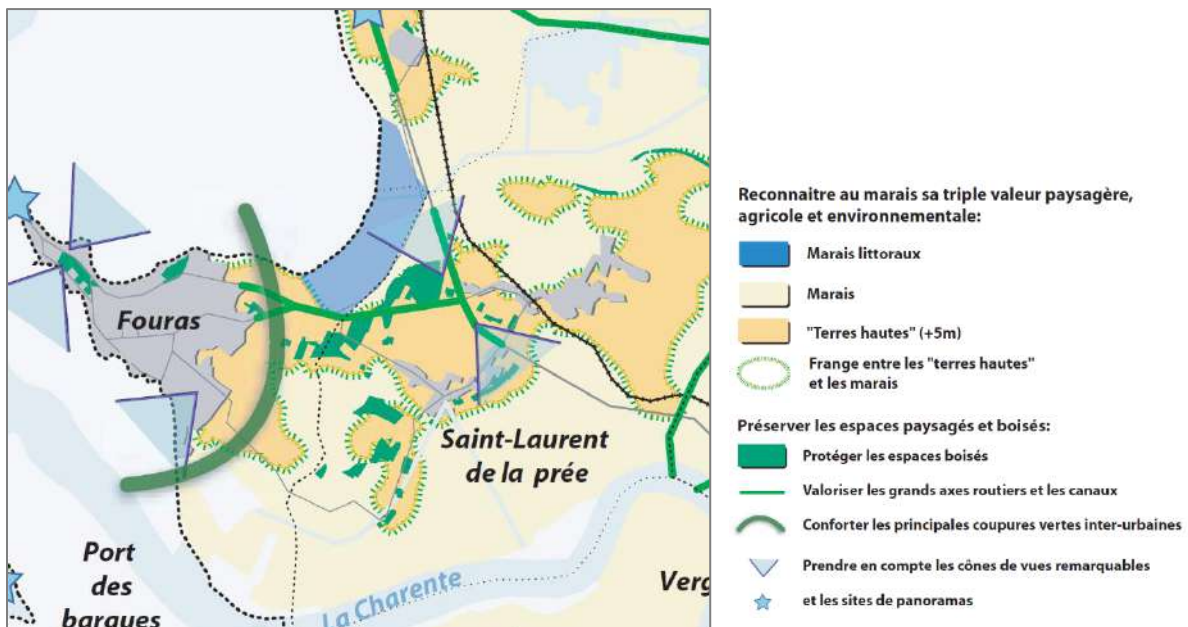 Fouras
Saint-Laurent
de la prée
Port
des
barques
La Charente
Verg
Reconnaitre au marais sa triple valeur paysagère,
agricole et environnementale:
Marais littoraux
Marais
"Terres hautes" (+5m)
Frange entre les "terres hautes"
et les marais
Préserver les espaces paysagés et boisés:
Protéger les espaces boisés
Valoriser les grands axes routiers et les canaux
Conforter les principales coupures vertes inter-urbaines
Prendre en compte les cônes de vues remarquables
et les sites de panoramas